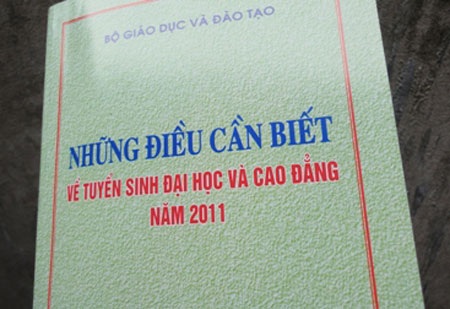 BỘ GIÁO DỤC VÀ ĐÀO TẠO
NHỮNG ĐIỀU CẦN BIẾT
VỀ TUYỂN SINH ĐẠI HỌC VÀ CAO ĐẲNG
NĂM 2011